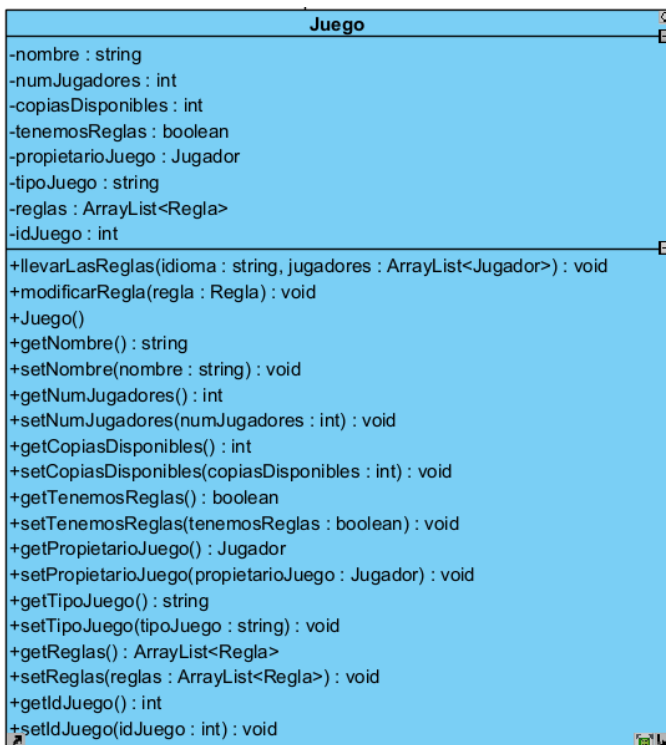 Juego
-nombre : string
-numJugadores : int
-copiasDisponibles : int
-tenemosReglas : boolean
-propietarioJuego : Jugador
-tipoJuego : string
-reglas : ArrayList<Regla>
-idJuego : int
+llevarLasReglas(idioma : string, jugadores : ArrayList<Jugador>) : void
+modificarRegla(regla : Regla) : void
+Juego()
+getNombre() : string
+setNombre(nombre : string) : void
+getNumJugadores() : int
+setNumJugadores(numJugadores : int) : void
+getCopiasDisponibles() : int
+setCopiasDisponibles(copiasDisponibles : int) : void
+getTenemosReglas() : boolean
+setTenemosReglas(tenemosReglas : boolean) : void
+getPropietarioJuego() : Jugador
+setPropietarioJuego(propietarioJuego : Jugador) : void
+getTipoJuego() : string
+setTipoJuego(tipoJuego : string) : void
+getReglas() : ArrayList<Regla>
+setReglas(reglas : ArrayList<Regla>) : void
+getIdJuego() : int
+setIdJuego(idJuego : int) : void